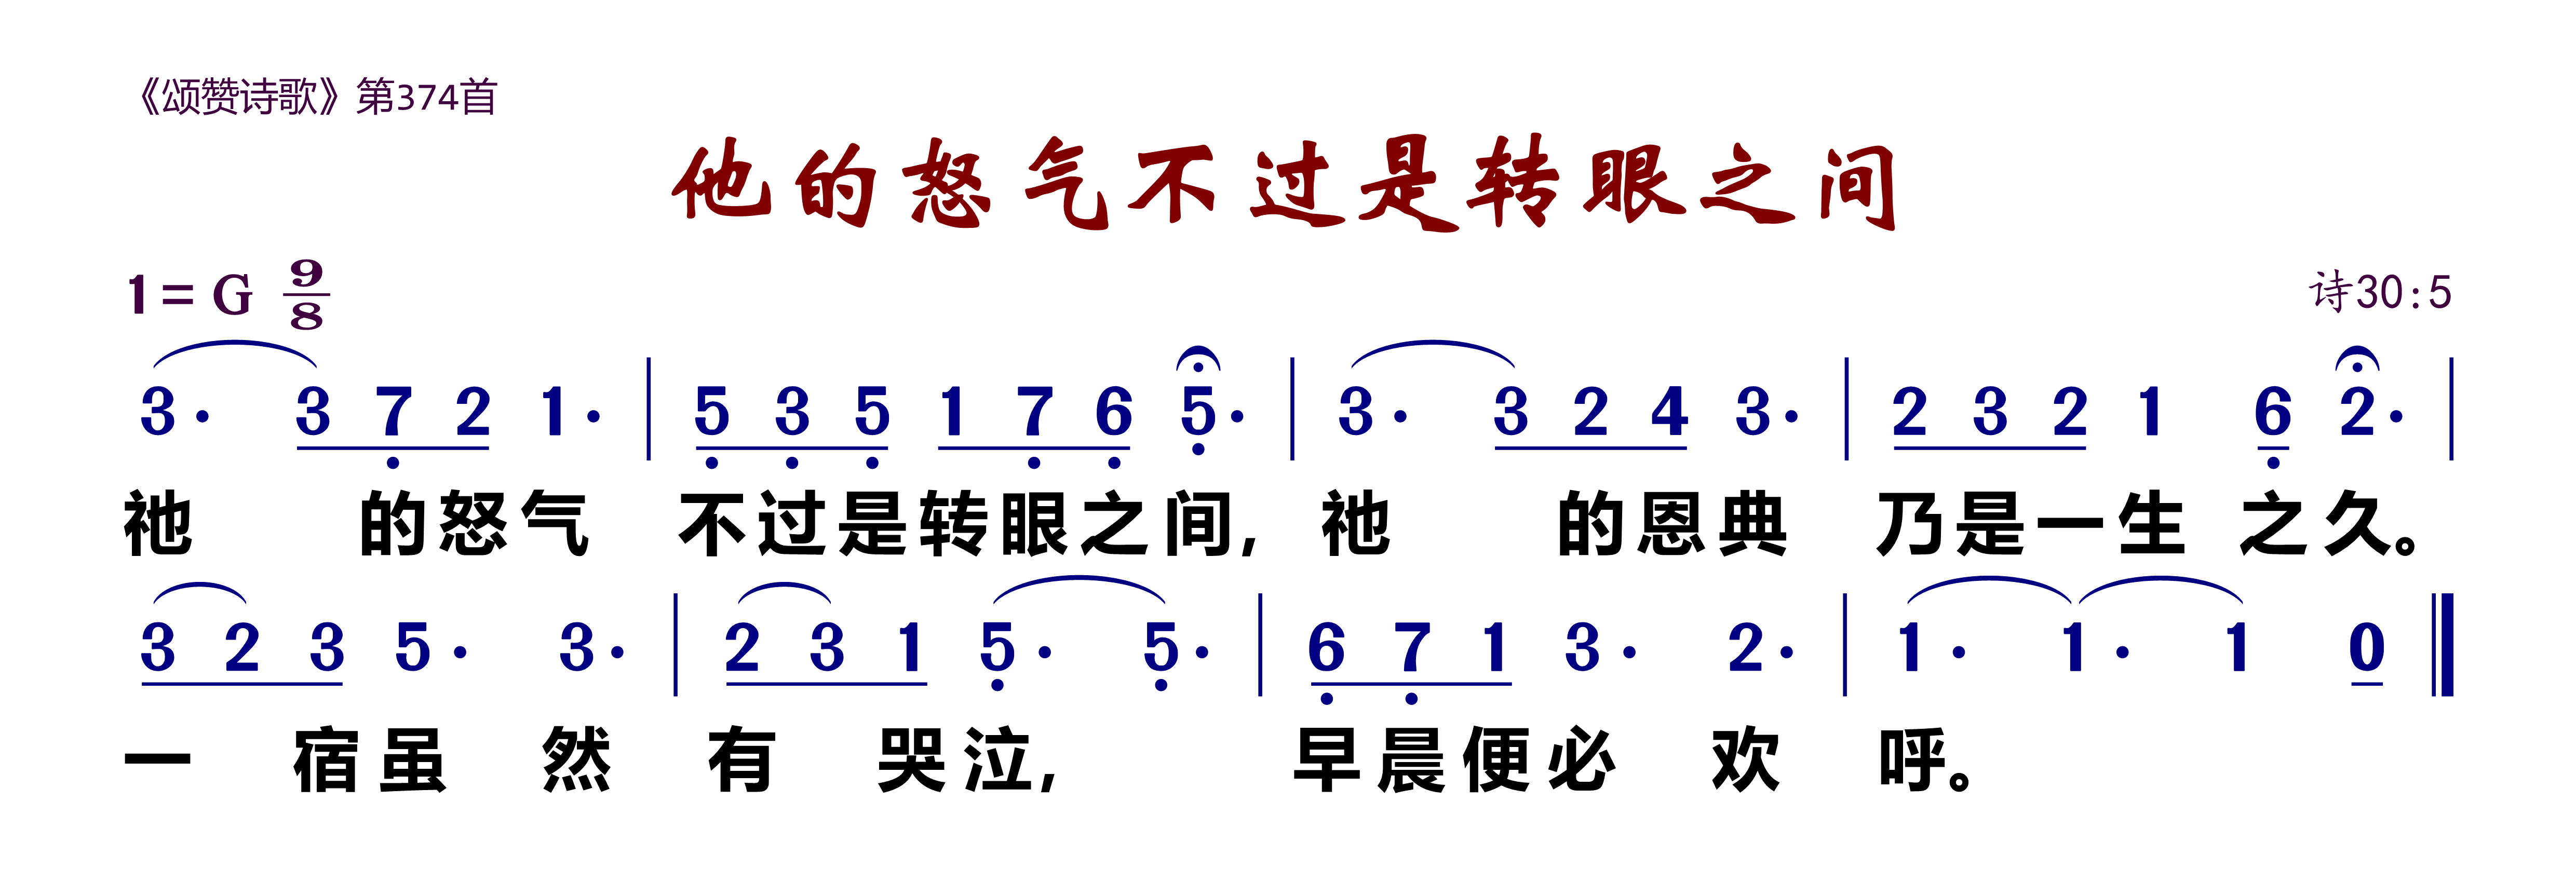 《颂赞诗歌》第374首
他的怒气不过是转眼之间
1= G 9/8
诗30:5
3· 3 7 2 1· | 5 3 5 1 7 6 5· | 3· 3 2 4 3· | 2 3 2 1 6 2· |
祂 的怒气 不过是转眼之间, 祂 的恩典 乃是一生 之久。
3 2 3 5· 3· | 2 3 1 5· 5· | 6 7 1 3· 2· | 1· 1· 1 0
一 宿虽 然 有 哭泣, 早晨便必 欢 呼。